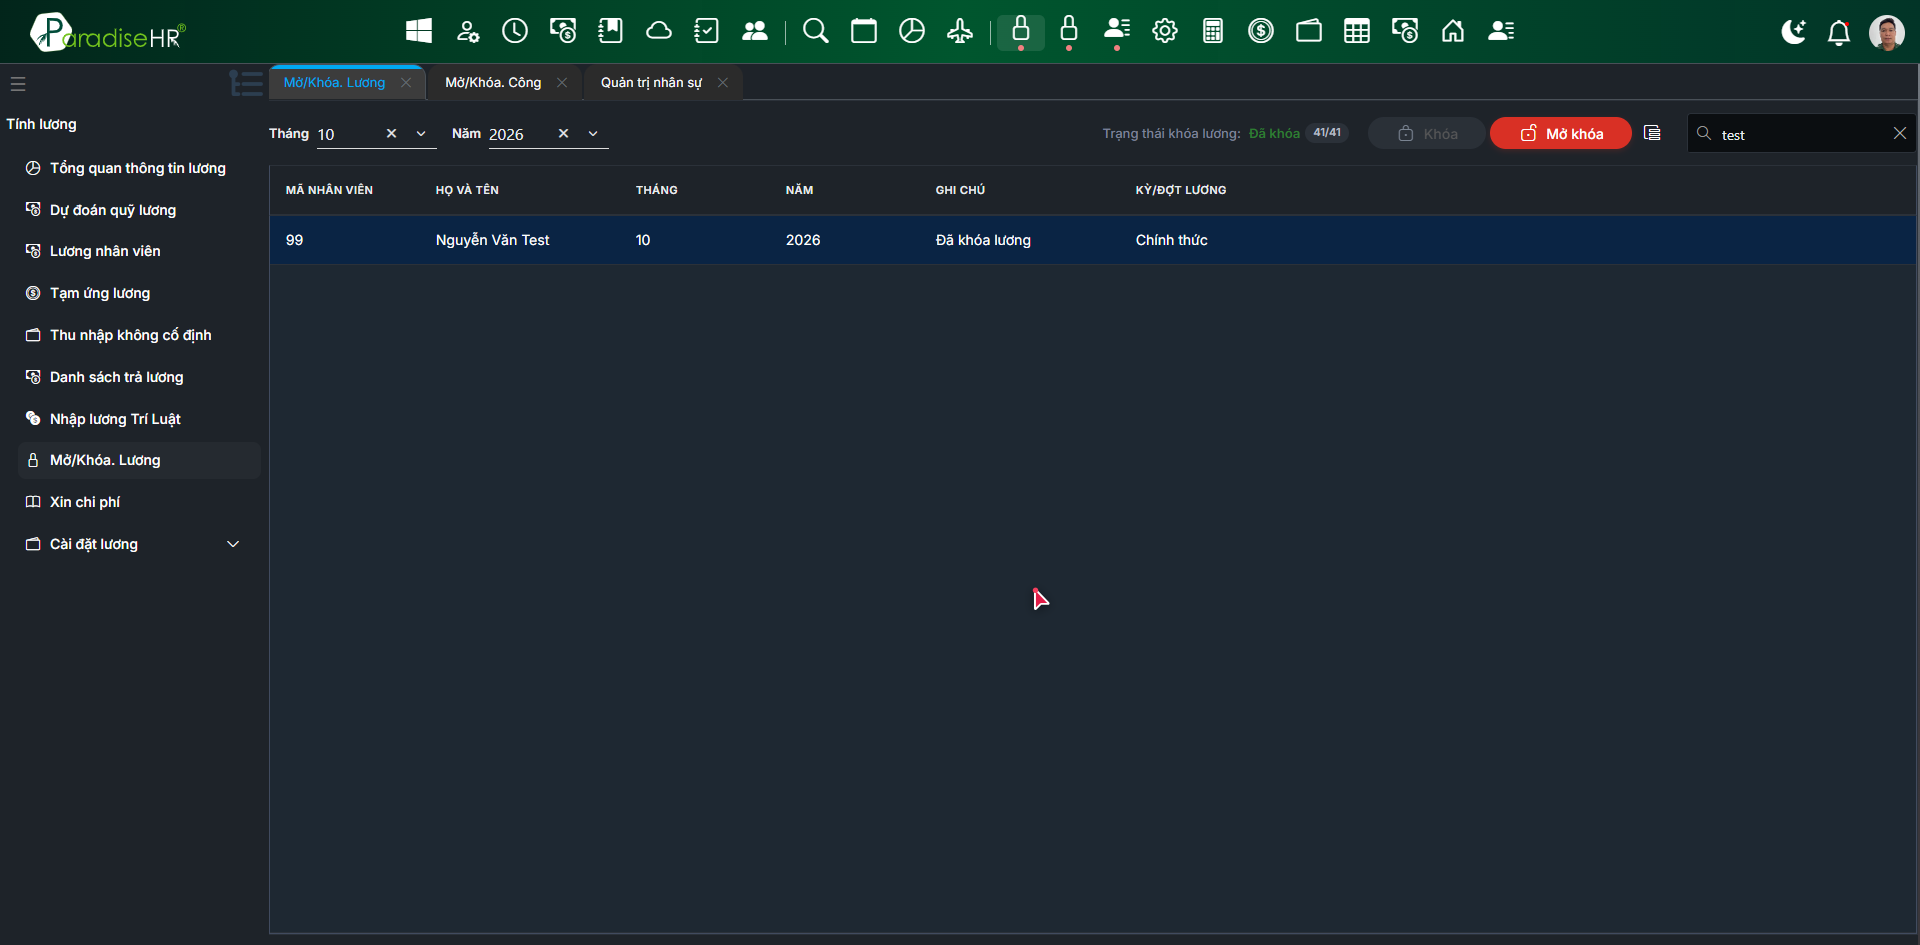 ParadiseHR®
Mở/Khóa. Lương
Mở/Khóa. Công
Quản trị nhân sự
Tính lương
Tổng quan thông tin lương
Dự đoán quỹ lương
Lương nhân viên
Tạm ứng lương
Thu nhập không cố định
Danh sách trả lương
Nhập lương Trí Luật
Mở/Khóa. Lương
Xin chi phí
Cài đặt lương
Tháng 10 Năm 2026 Trạng thái khóa lương: Đã khóa 41/41 Khóa Mở khóa test
MÃ NHÂN VIÊN HỌ VÀ TÊN THÁNG NĂM GHI CHÚ KỲ/ĐỢT LƯƠNG
99 Nguyễn Văn Test 10 2026 Đã khóa lương Chính thức